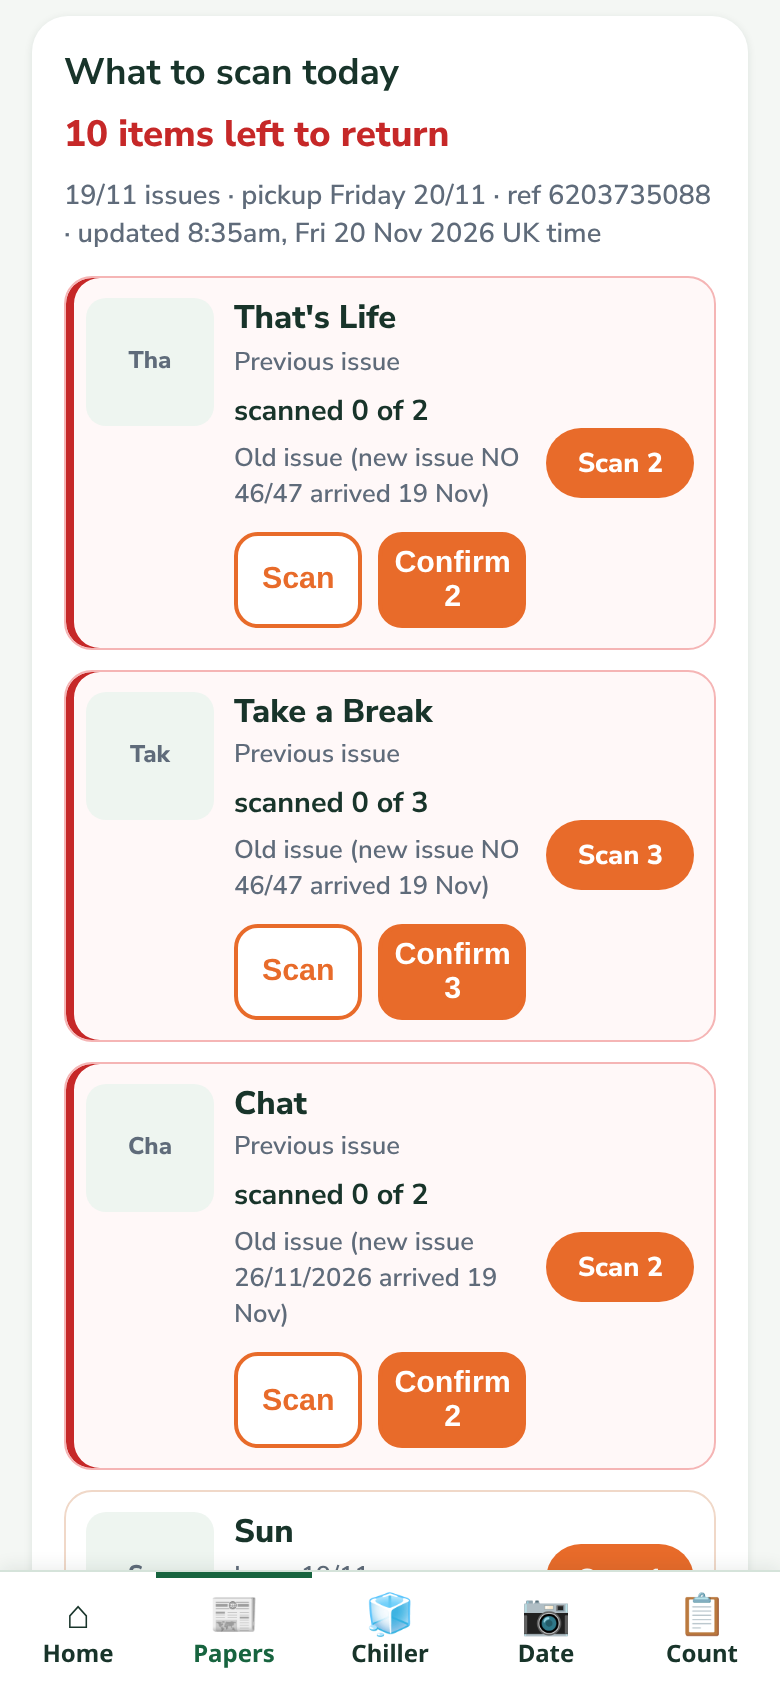 What to scan today
10 items left to return
19/11 issues · pickup Friday 20/11 · ref 6203735088
· updated 8:35am, Fri 20 Nov 2026 UK time
Tha
That's Life
Previous issue
scanned 0 of 2
Old issue (new issue NO
46/47 arrived 19 Nov)
Scan 2
Scan
Confirm
2
Tak
Take a Break
Previous issue
scanned 0 of 3
Old issue (new issue NO
46/47 arrived 19 Nov)
Scan 3
Scan
Confirm
3
Cha
Chat
Previous issue
scanned 0 of 2
Old issue (new issue
26/11/2026 arrived 19
Nov)
Scan 2
Scan
Confirm
2
Sun
Home
Papers
Chiller
Date
Count